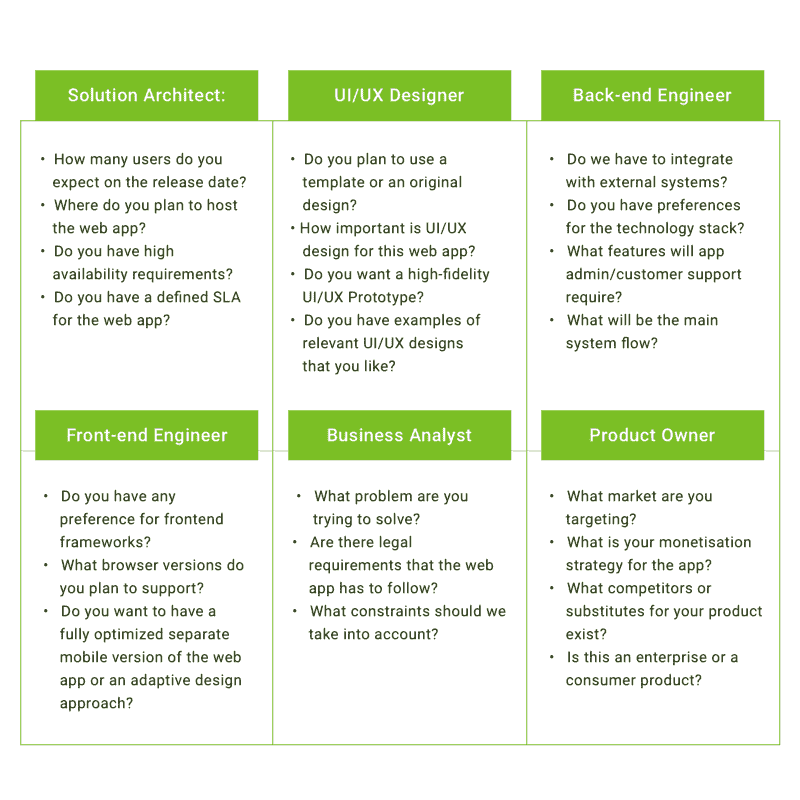 Solution Architect:
• How many users do you
expect on the release date?
• Where do you plan to host
the web app?
• Do you have high
availability requirements?
• Do you have a defined SLA
for the web app?
UI/UX Designer
• Do you plan to use a
template or an original
design?
• How important is UI/UX
design for this web app?
• Do you want a high-fidelity
UI/UX Prototype?
• Do you have examples of
relevant UI/UX designs
that you like?
Back-end Engineer
• Do we have to integrate
with external systems?
• Do you have preferences
for the technology stack?
• What features will app
admin/customer support
require?
• What will be the main
system flow?
Front-end Engineer
• Do you have any
preference for frontend
frameworks?
• What browser versions do
you plan to support?
• Do you want to have a
fully optimized separate
mobile version of the web
app or an adaptive design
approach?
Business Analyst
• What problem are you
trying to solve?
• Are there legal
requirements that the web
app has to follow?
• What constraints should we
take into account?
Product Owner
• What market are you
targeting?
• What is your monetisation
strategy for the app?
• What competitors or
substitutes for your product
exist?
• Is this an enterprise or a
consumer product?